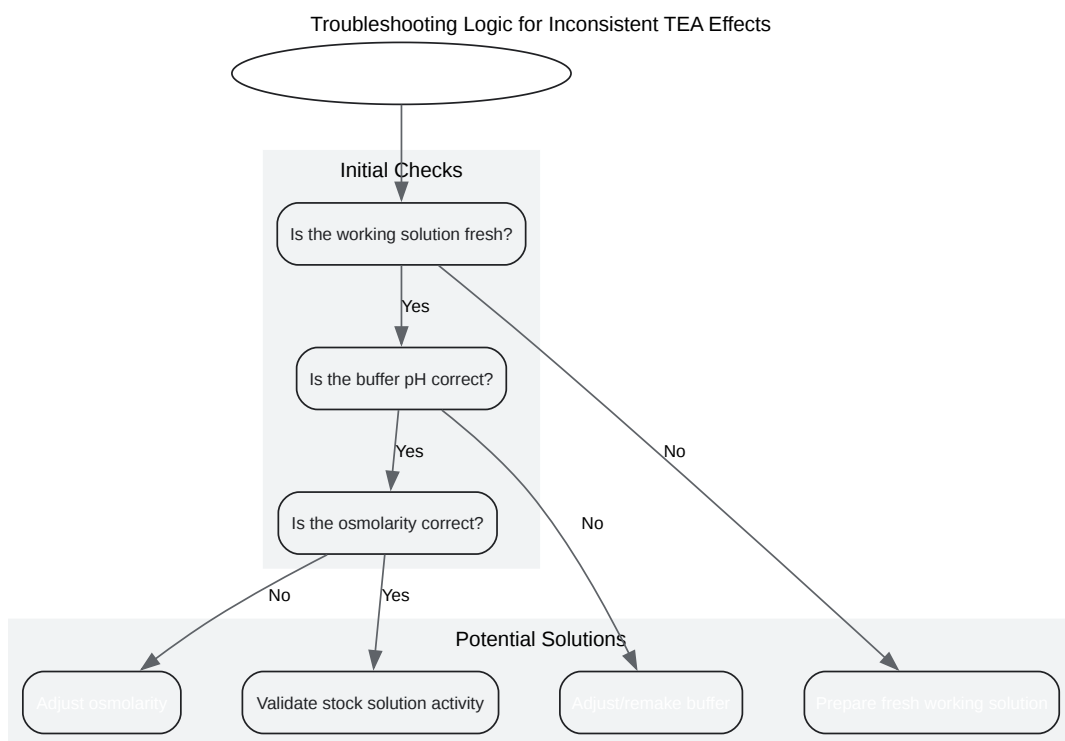 Troubleshooting Logic for Inconsistent TEA Effects
Initial Checks
Is the working solution fresh?
Yes
Is the buffer pH correct?
Yes
No
Is the osmolarity correct?
No
No
Yes
Potential Solutions
Adjust osmolarity
Validate stock solution activity
Adjust/remake buffer
Prepare fresh working solution